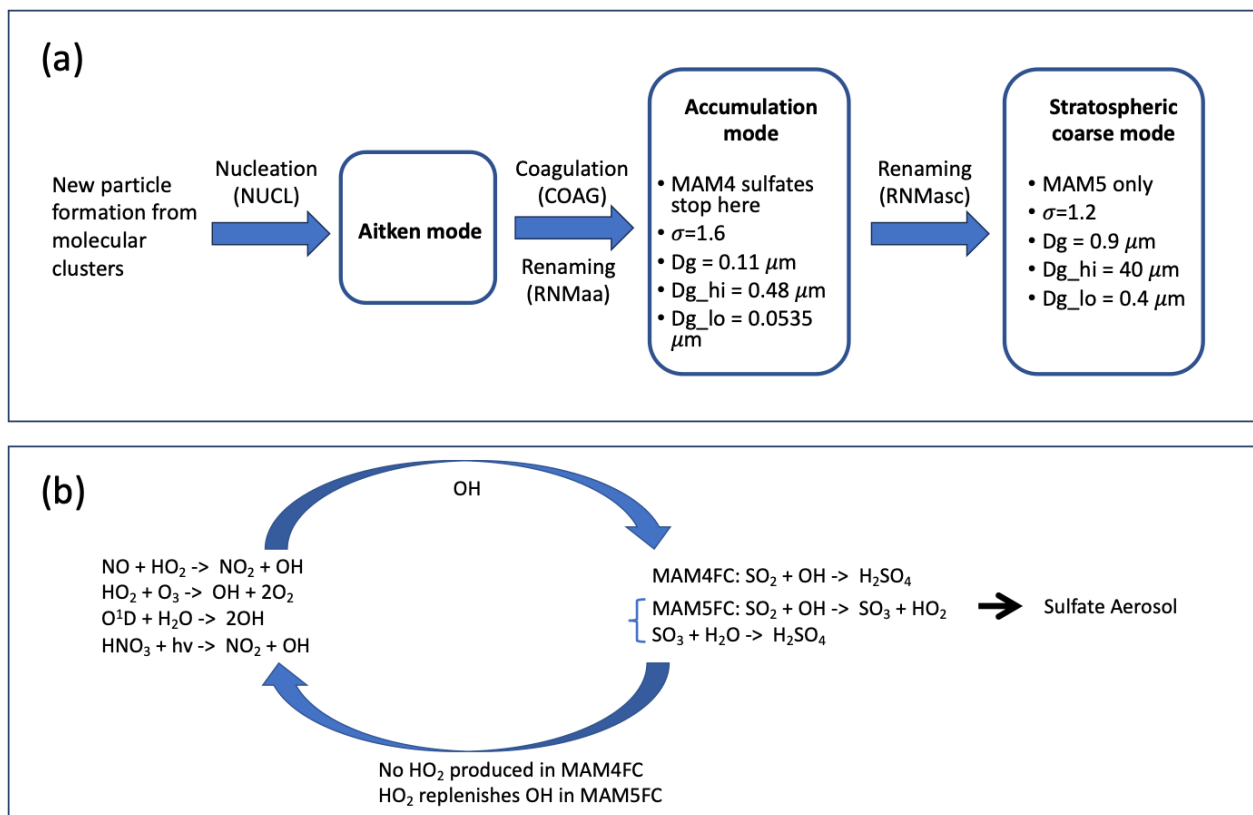 (a)
New particle
formation from
molecular
clusters
Nucleation
(NUCL)
Aitken mode
Coagulation
(COAG)
Renaming
(RNMaa)
Accumulation
mode
• MAM4 sulfates
stop here
• 𝜎=1.6
• Dg = 0.11 𝜇m
• Dg_hi = 0.48 𝜇m
• Dg_lo = 0.0535
𝜇m
Renaming
(RNMasc)
Stratospheric
coarse mode
• MAM5 only
• 𝜎=1.2
• Dg = 0.9 𝜇m
• Dg_hi = 40 𝜇m
• Dg_lo = 0.4 𝜇m
(b)
OH
NO + HO₂ -> NO₂ + OH
HO₂ + O₃ -> OH + 2O₂
O¹D + H₂O -> 2OH
HNO₃ + hv -> NO₂ + OH
MAM4FC: SO₂ + OH -> H₂SO₄
MAM5FC: SO₂ + OH -> SO₃ + HO₂
SO₃ + H₂O -> H₂SO₄
Sulfate Aerosol
No HO₂ produced in MAM4FC
HO₂ replenishes OH in MAM5FC